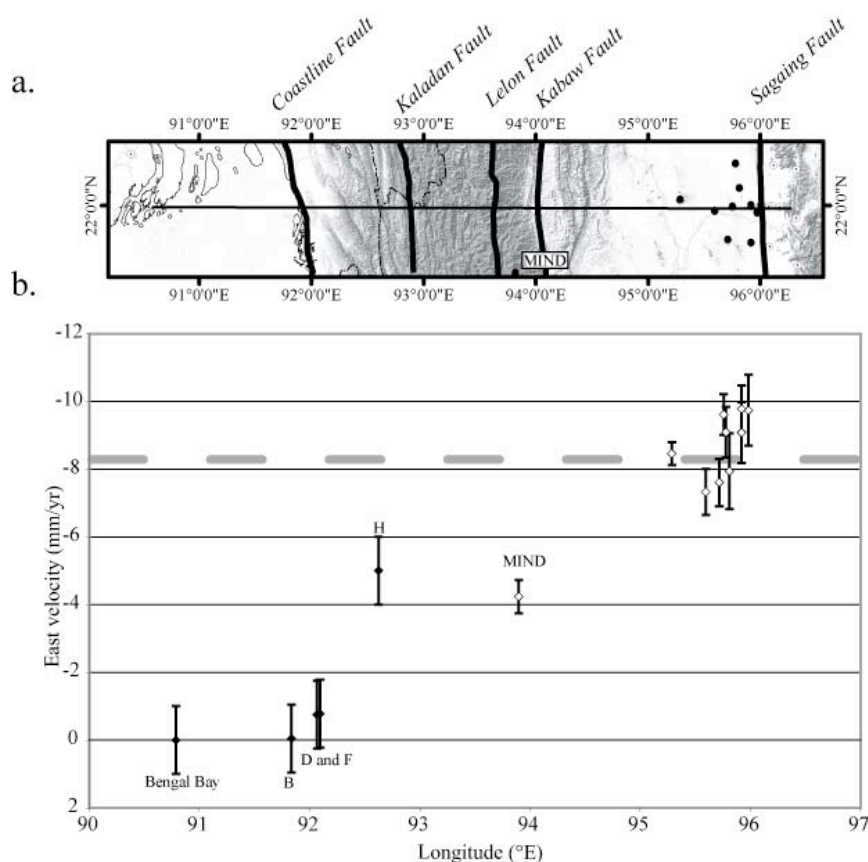 a.
Coastline Fault
Kaladan Fault
Lelon Fault
Kabaw Fault
Sagaing Fault
91°0'0"E 92°0'0"E 93°0'0"E 94°0'0"E 95°0'0"E 96°0'0"E
22°0'0"N 22°0'0"N
MIND
91°0'0"E 92°0'0"E 93°0'0"E 94°0'0"E 95°0'0"E 96°0'0"E
b.
-12
-10
-8
-6
-4
-2
0
2
East velocity (mm/yr)
H
MIND
D and F
Bengal Bay B
90 91 92 93 94 95 96 97
Longitude (°E)